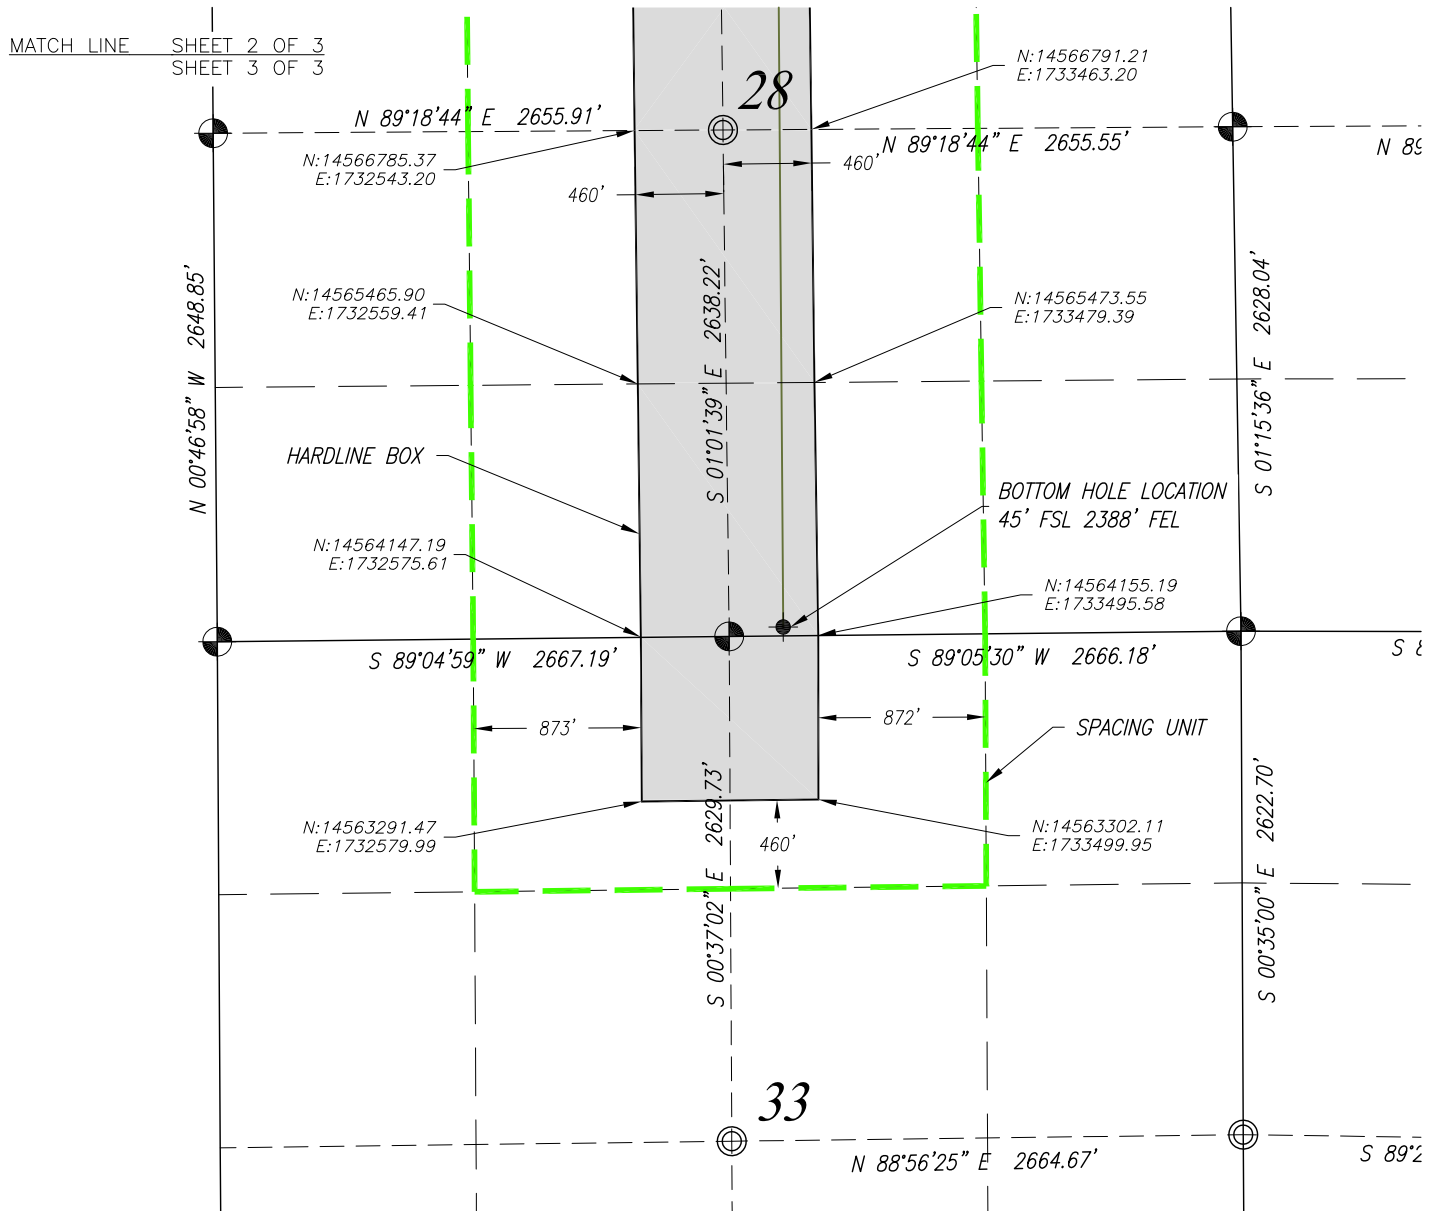 MATCH LINE SHEET 2 OF 3
SHEET 3 OF 3
28
N:14566791.21
E:1733463.20
N 89°18'44" E 2655.91'
N 89°18'44" E 2655.55'
N 89
N:14566785.37
E:1732543.20
460'
460'
N 00°46'58" W 2648.85'
S 01°01'39" E 2638.22'
S 01°15'36" E 2628.04'
N:14565465.90
E:1732559.41
N:14565473.55
E:1733479.39
HARDLINE BOX
BOTTOM HOLE LOCATION
45' FSL 2388' FEL
N:14564147.19
E:1732575.61
N:14564155.19
E:1733495.58
S 89°04'59" W 2667.19'
S 89°05'30" W 2666.18'
S 8
873'
872'
SPACING UNIT
S 00°37'02" E 2629.73'
S 00°35'00" E 2622.70'
N:14563291.47
E:1732579.99
460'
N:14563302.11
E:1733499.95
33
N 88°56'25" E 2664.67'
S 89°2